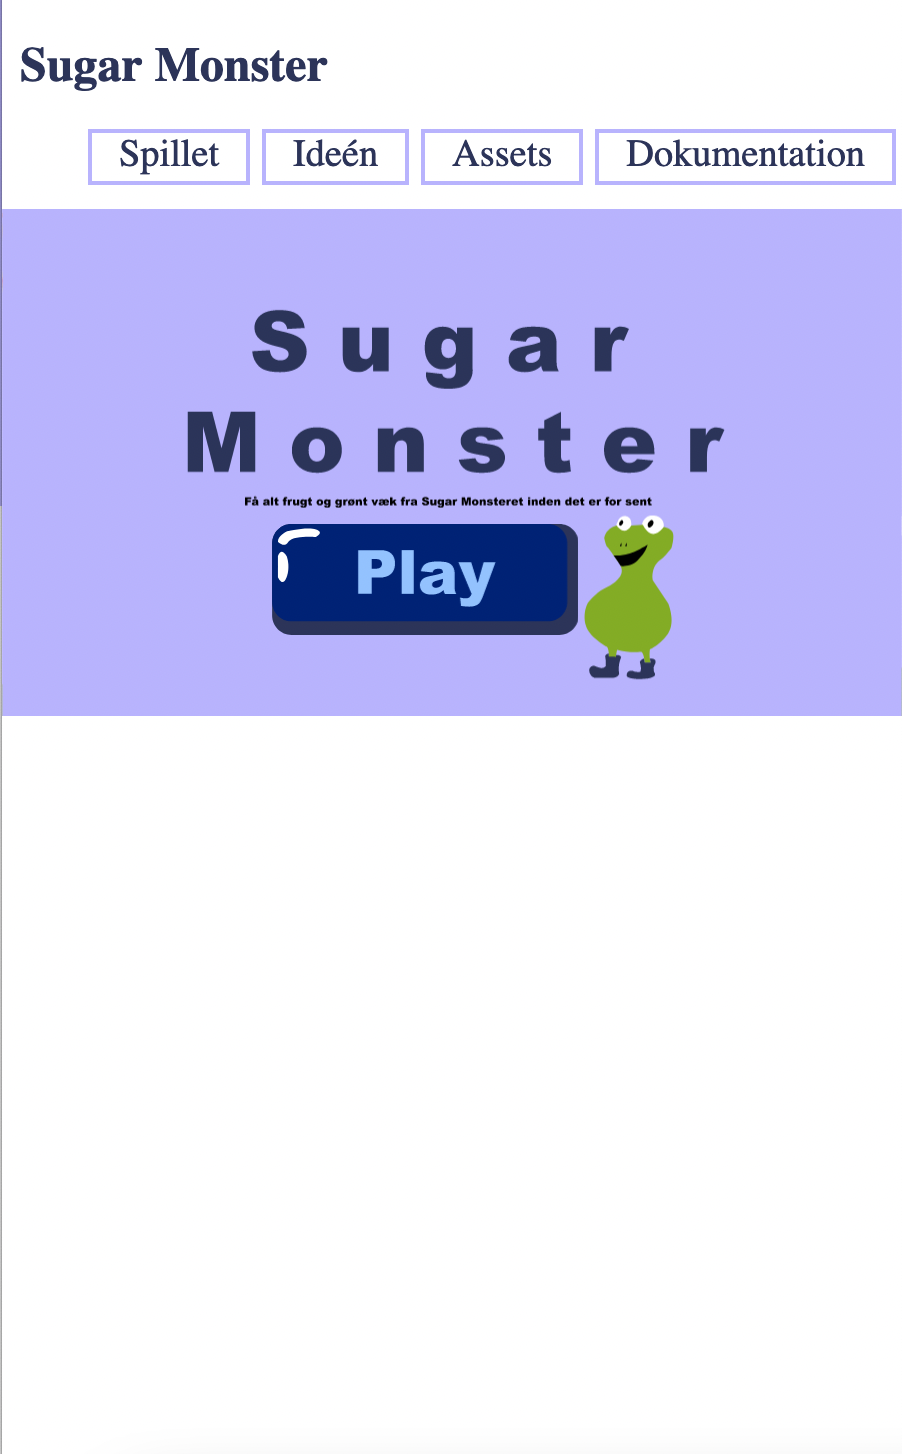 Sugar Monster
Spillet Ideén Assets Dokumentation
Sugar
Monster
Få alt frugt og grønt væk fra Sugar Monsteret inden det er for sent
Play